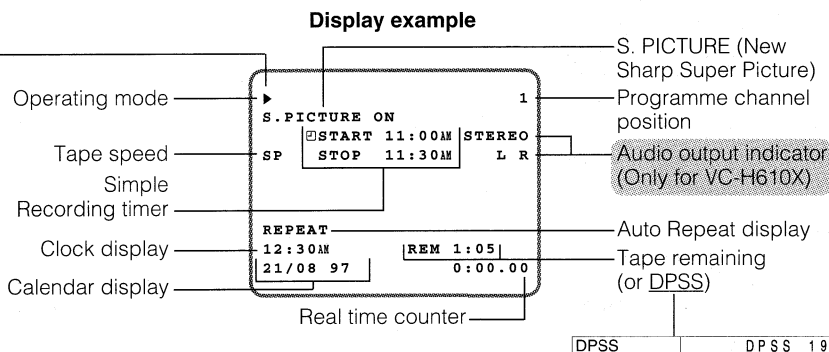 Display example
S. PICTURE (New
Sharp Super Picture)
Operating mode
1
Programme channel
position
S.PICTURE ON
START 11:00AM
STEREO
Tape speed
SP
STOP 11:30AM
L R
Audio output indicator
(Only for VC-H610X)
Simple
Recording timer
REPEAT
Auto Repeat display
Clock display
12:30AM
REM 1:05
Tape remaining
(or DPSS)
Calendar display
21/08 97
0:00.00
Real time counter
DPSS
DPSS 19